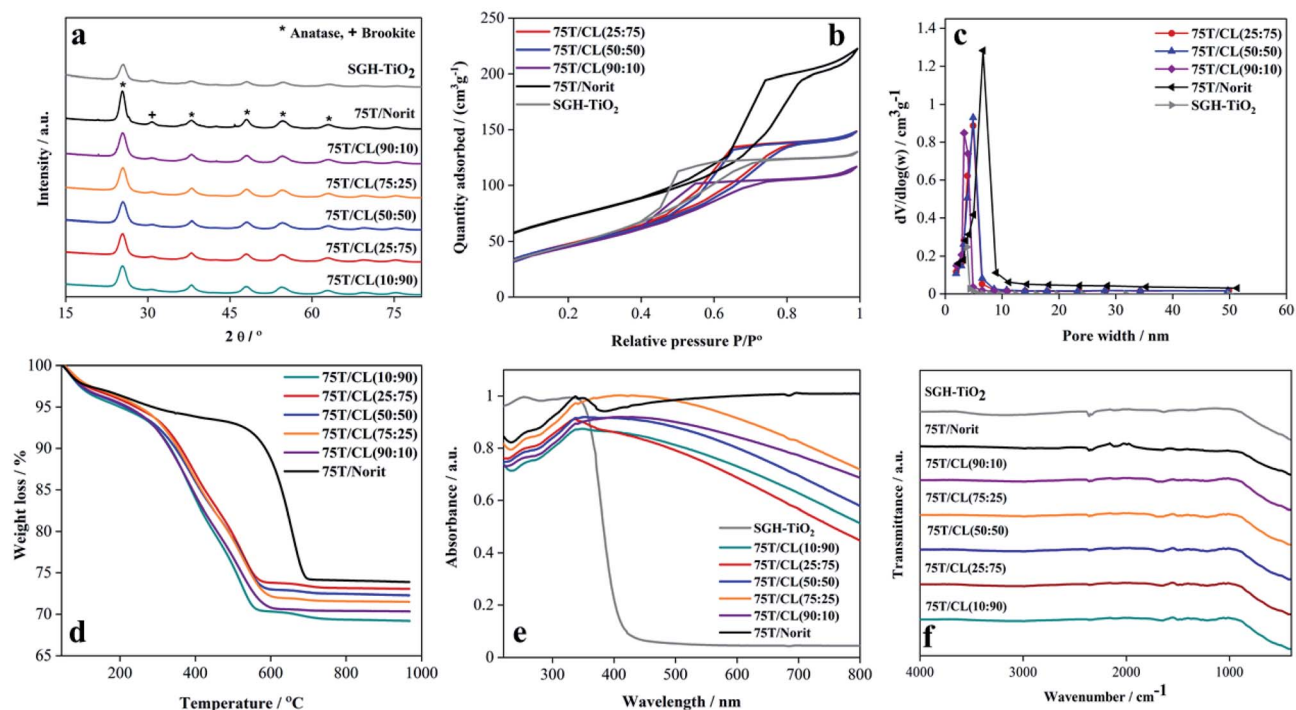 a
* Anatase, + Brookite
SGH-TiO2
75T/Norit
75T/CL(90:10)
75T/CL(75:25)
75T/CL(50:50)
75T/CL(25:75)
75T/CL(10:90)
* + * * * *
Intensity / a.u.
15 30 45 60 75
2 θ / º
b
75T/CL(25:75)
75T/CL(50:50)
75T/CL(90:10)
75T/Norit
SGH-TiO2
Quantity adsorbed / (cm3g-1)
250
200
150
100
50
0
0.2 0.4 0.6 0.8 1
Relative pressure P/Pº
c
75T/CL(25:75)
75T/CL(50:50)
75T/CL(90:10)
75T/Norit
SGH-TiO2
dV/dlog(w) / cm3g-1
1.4
1.2
1
0.8
0.6
0.4
0.2
0
0 10 20 30 40 50 60
Pore width / nm
d
75T/CL(10:90)
75T/CL(25:75)
75T/CL(50:50)
75T/CL(75:25)
75T/CL(90:10)
75T/Norit
Weight loss / %
100
95
90
85
80
75
70
65
200 400 600 800 1000
Temperature / ºC
e
SGH-TiO2
75T/CL(10:90)
75T/CL(25:75)
75T/CL(50:50)
75T/CL(75:25)
75T/CL(90:10)
75T/Norit
Absorbance / a.u.
1
0.8
0.6
0.4
0.2
0
300 400 500 600 700 800
Wavelength / nm
f
SGH-TiO2
75T/Norit
75T/CL(90:10)
75T/CL(75:25)
75T/CL(50:50)
75T/CL(25:75)
75T/CL(10:90)
Transmittance / a.u.
4000 3000 2000 1000
Wavenumber / cm-1